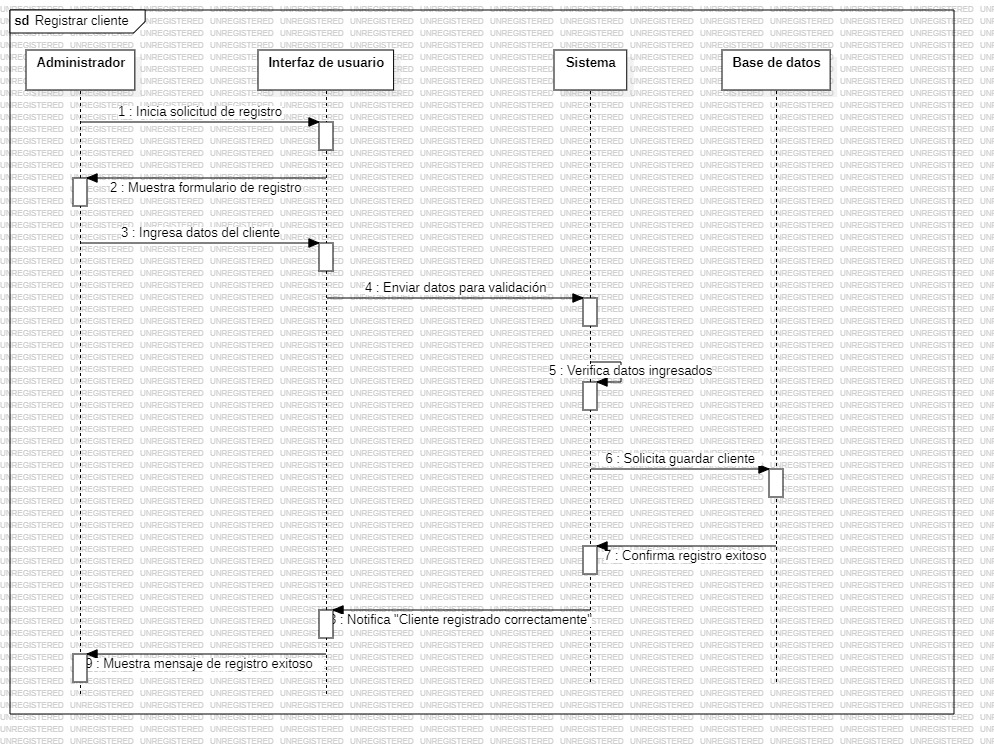 sd Registrar cliente
Administrador
Interfaz de usuario
Sistema
Base de datos
1 : Inicia solicitud de registro
2 : Muestra formulario de registro
3 : Ingresa datos del cliente
4 : Enviar datos para validación
5 : Verifica datos ingresados
6 : Solicita guardar cliente
7 : Confirma registro exitoso
8 : Notifica "Cliente registrado correctamente"
9 : Muestra mensaje de registro exitoso
UNREGISTERED